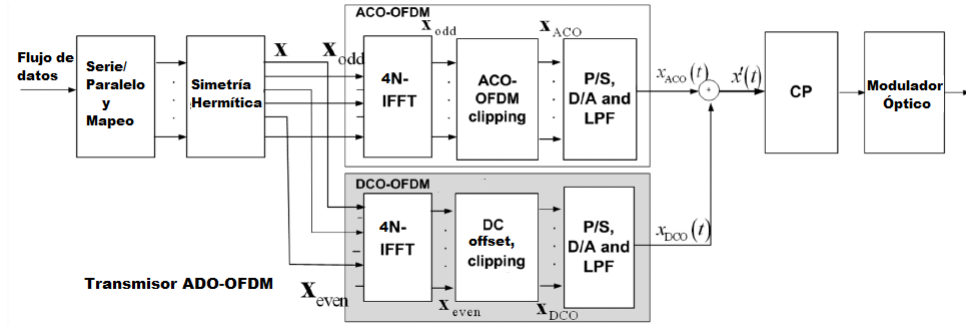 ACO-OFDM
Flujo de
datos
Serie/
Paralelo
y
Mapeo
Simetría
Hermítica
X
X odd
4N-
IFFT
x odd
ACO-
OFDM
clipping
x ACO
P/S,
D/A and
LPF
x ACO (t)
+
x'(t)
CP
Modulador
Óptico
DCO-OFDM
4N-
IFFT
DC
offset,
clipping
P/S,
D/A and
LPF
x DCO (t)
Transmisor ADO-OFDM
X even
x even
x DCO